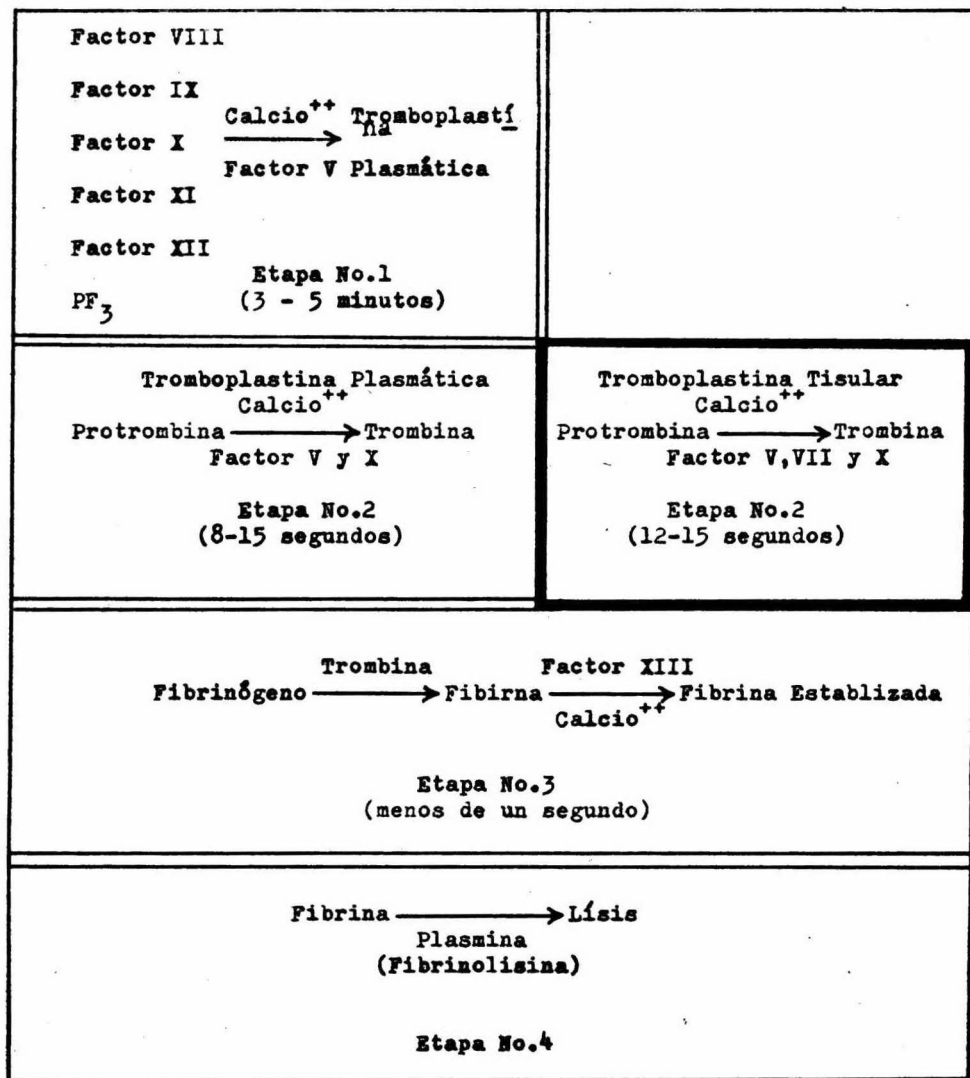 Factor VIII
Factor IX
Calcio++ Tromboplastí
na
Factor X
Factor V Plasmática
Factor XI
Factor XII
Etapa No.1
PF3 (3 - 5 minutos)
Tromboplastina Plasmática
Calcio++
Protrombina Trombina
Factor V y X
Etapa No.2
(8-15 segundos)
Tromboplastina Tisular
Calcio++
Protrombina Trombina
Factor V,VII y X
Etapa No.2
(12-15 segundos)
Trombina Factor XIII
Fibrinógeno Fibirna Fibrina Establizada
Calcio++
Etapa No.3
(menos de un segundo)
Fibrina Lísis
Plasmina
(Fibrinolisina)
Etapa No.4